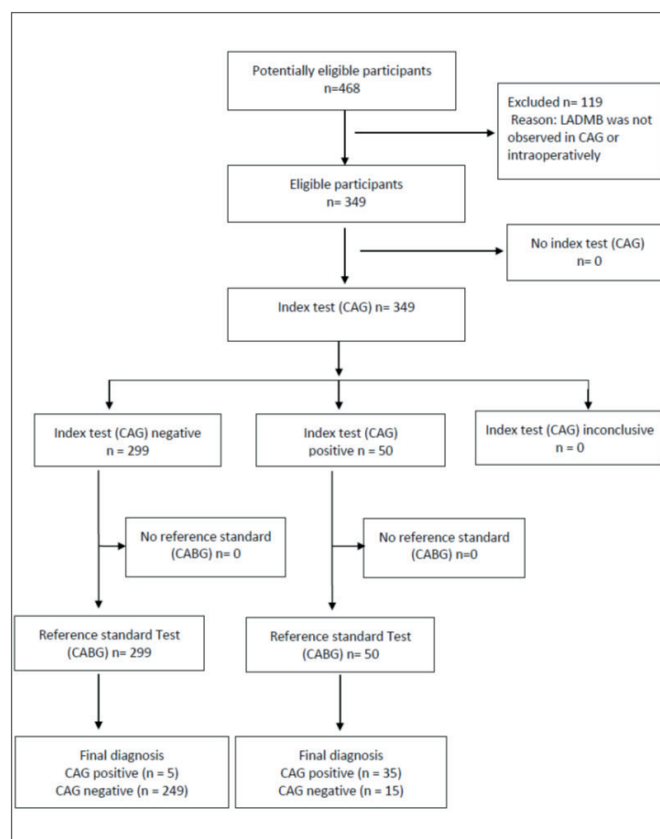 Potentially eligible participants
n=468
Excluded n= 119
Reason: LADMB was not
observed in CAG or
intraoperatively
Eligible participants
n= 349
No index test (CAG)
n= 0
Index test (CAG) n= 349
Index test (CAG) negative
n = 299
Index test (CAG)
positive n = 50
Index test (CAG) inconclusive
n = 0
No reference standard
(CABG) n= 0
No reference standard
(CABG) n=0
Reference standard Test
(CABG) n= 299
Reference standard Test
(CABG) n= 50
Final diagnosis
CAG positive (n = 5)
CAG negative (n = 249)
Final diagnosis
CAG positive (n = 35)
CAG negative (n = 15)